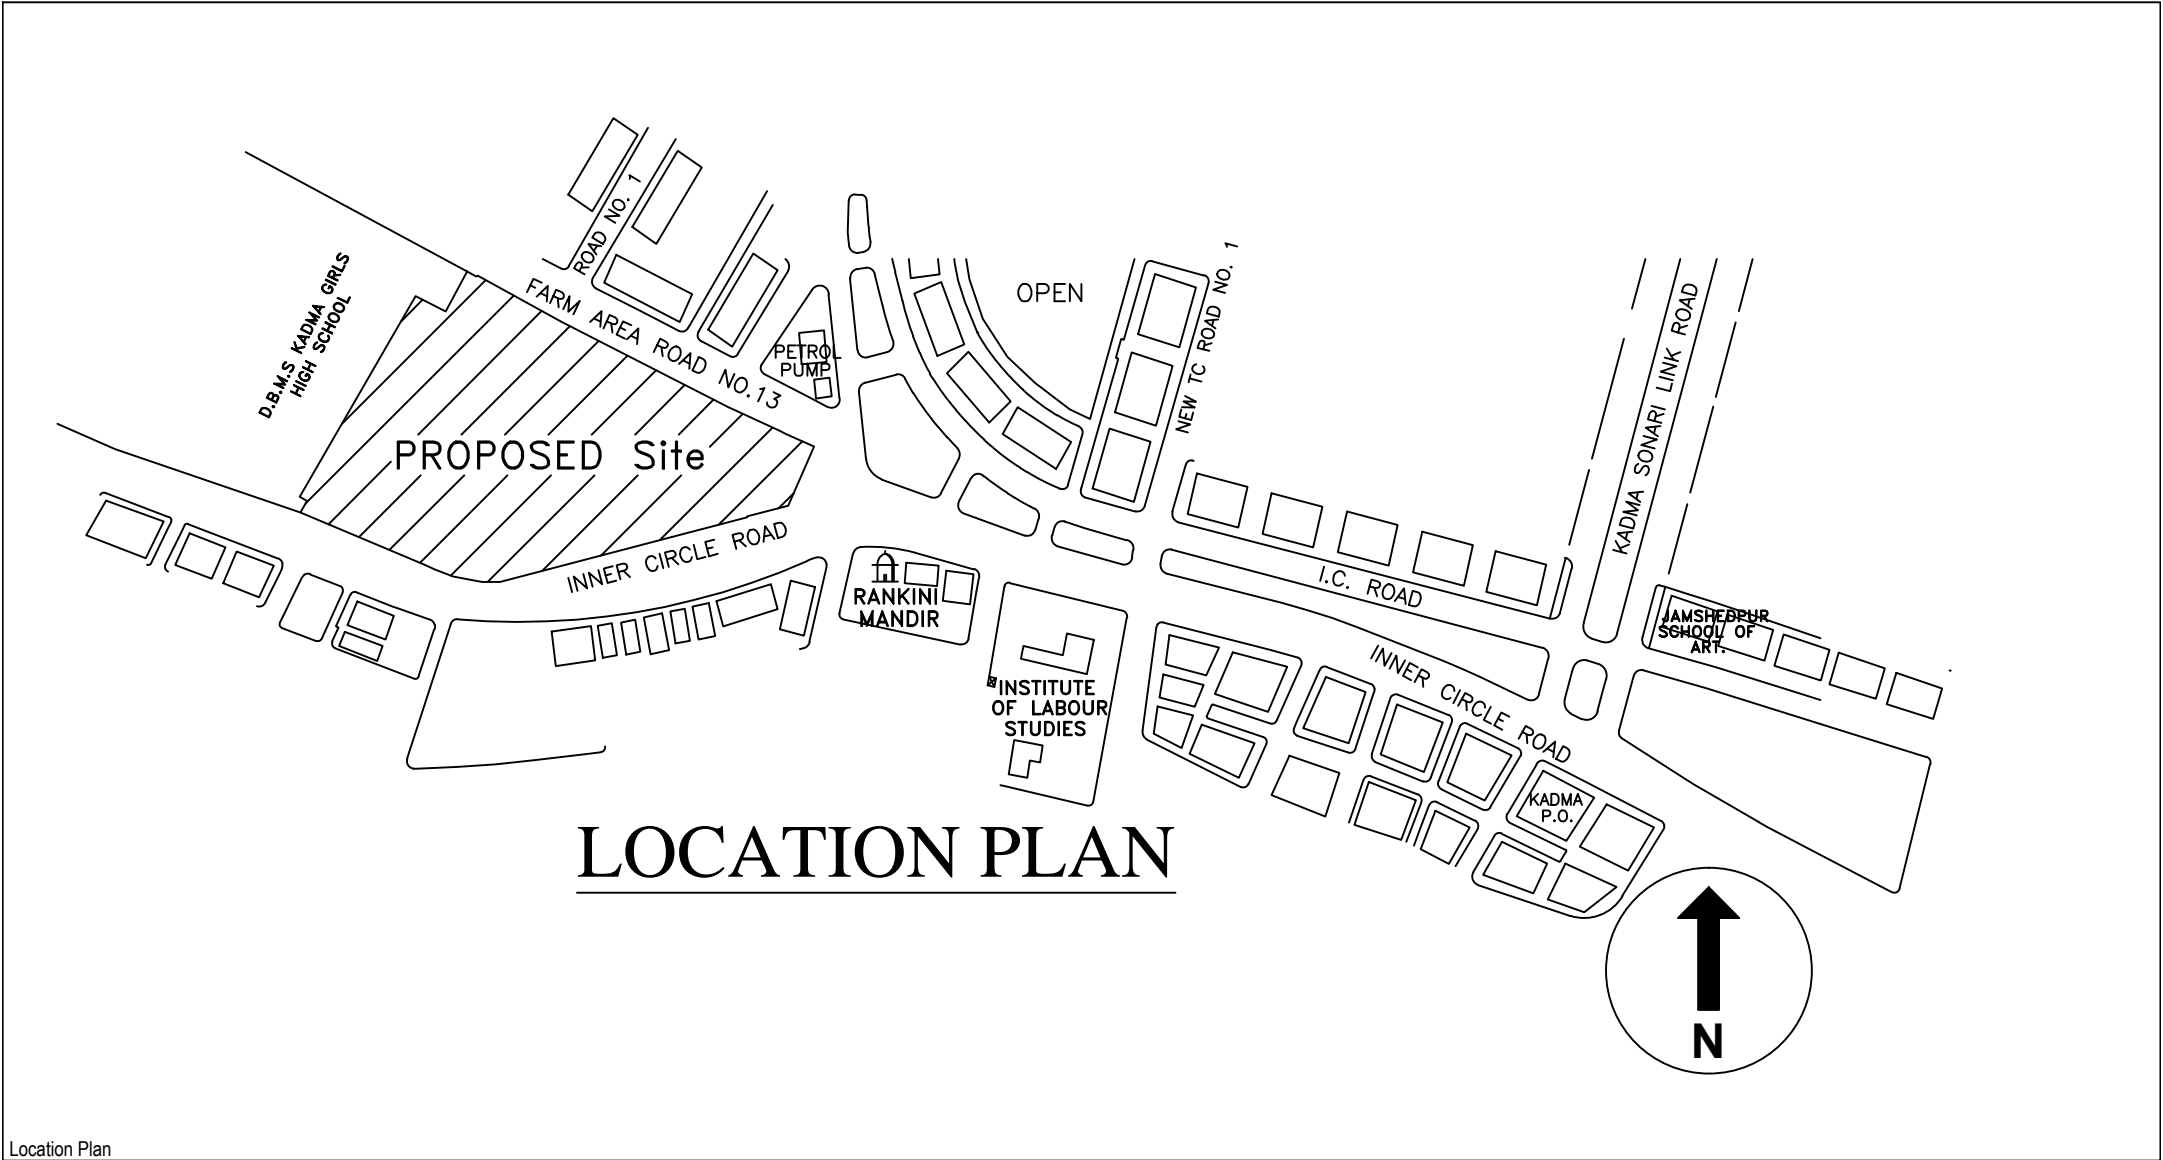 ROAD NO. 1
D.B.M.S KADMA GIRLS
HIGH SCHOOL
FARM AREA ROAD NO.13
PETROL
PUMP
OPEN
NEW TC ROAD NO. 1
KADMA SONARI LINK ROAD
PROPOSED Site
INNER CIRCLE ROAD
RANKINI
MANDIR
I.C. ROAD
JAMSHEDPUR
SCHOOL OF
ART.
INSTITUTE
OF LABOUR
STUDIES
INNER CIRCLE ROAD
KADMA
P.O.
LOCATION PLAN
N
Location Plan